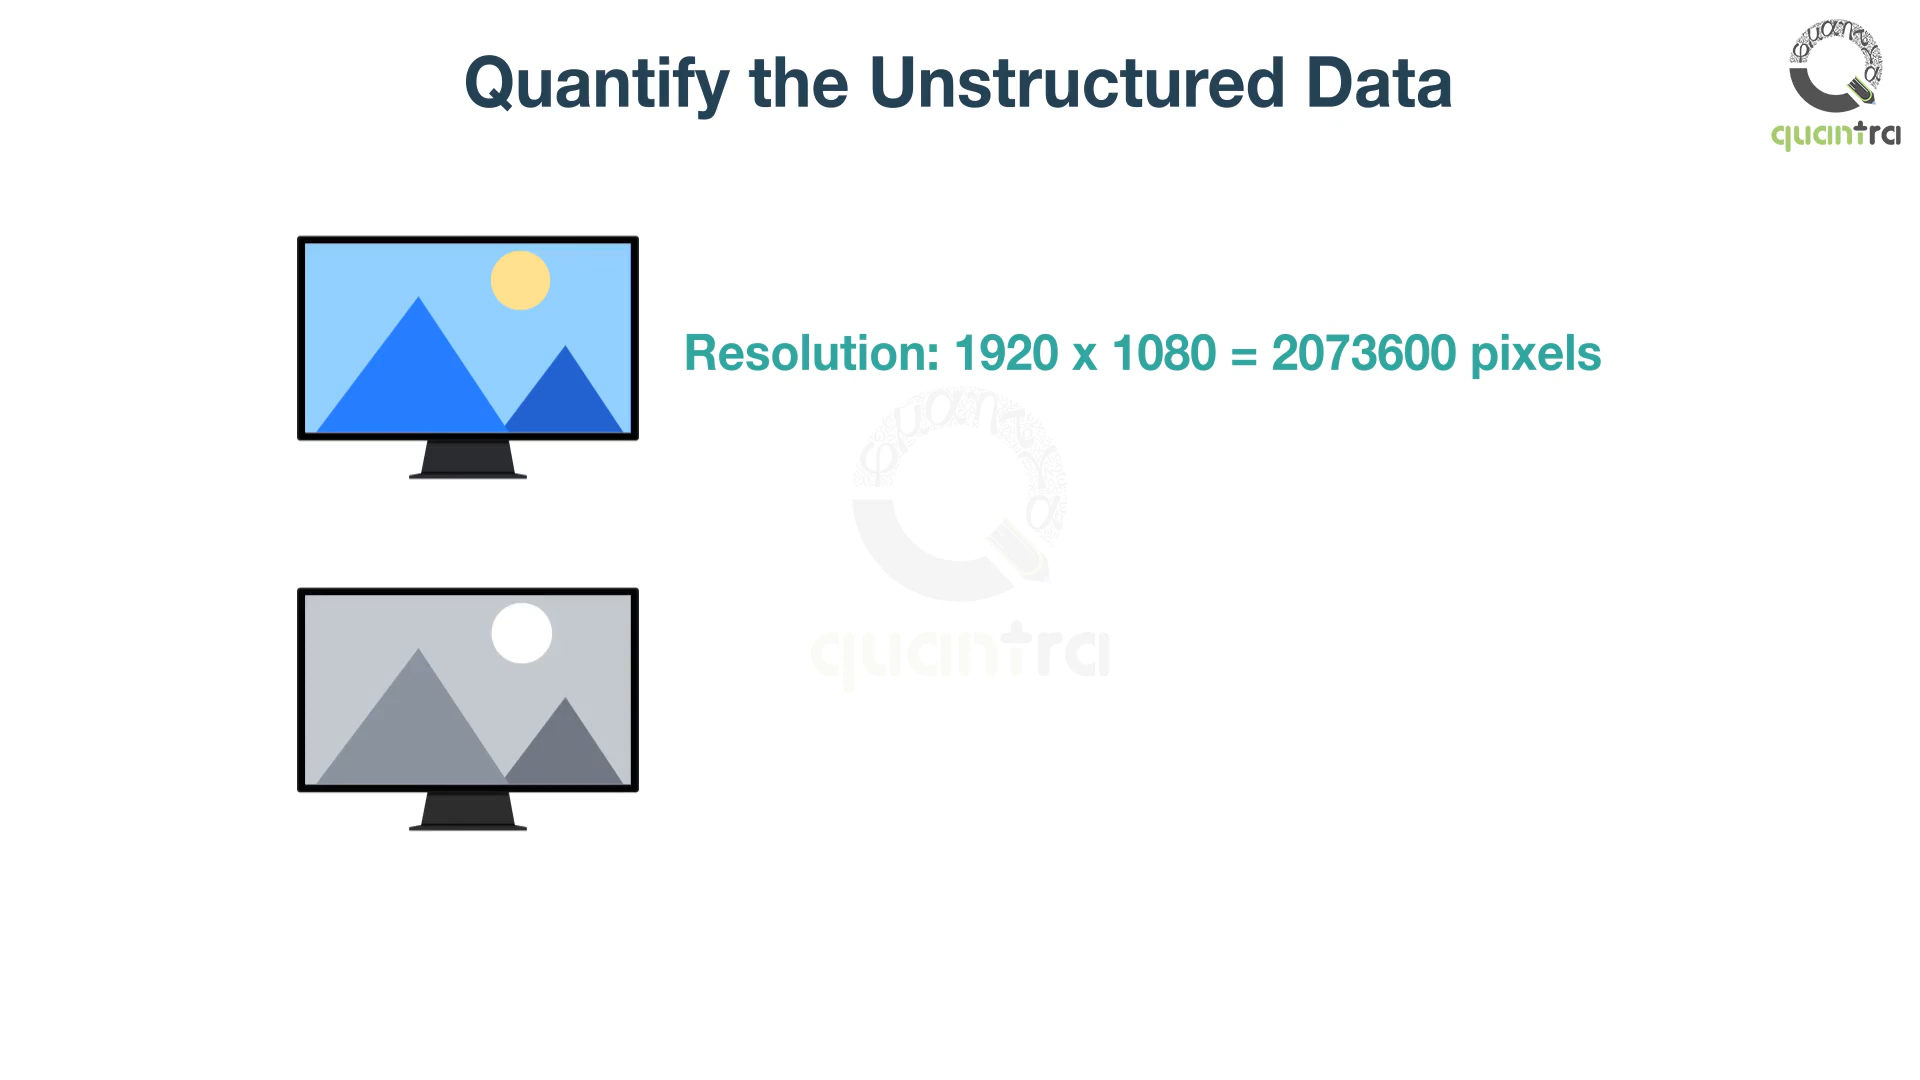 Quantify the Unstructured Data
quantra
Resolution: 1920 x 1080 = 2073600 pixels
quantra